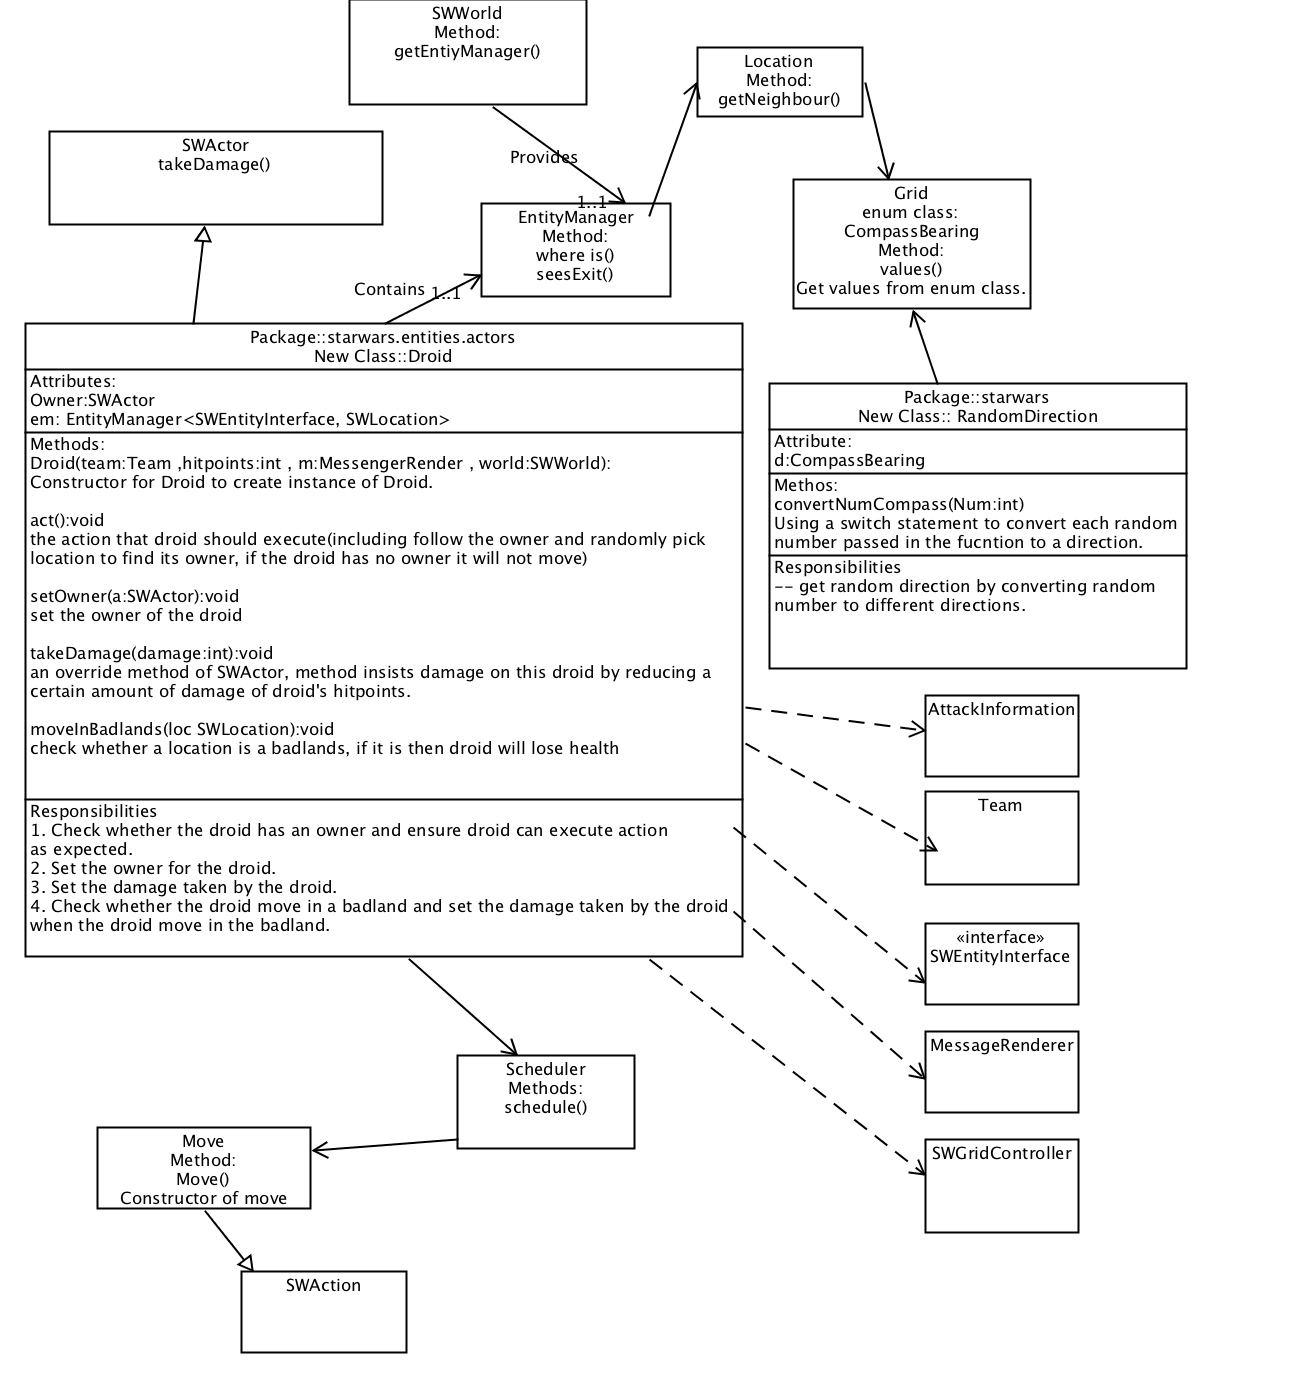 SWWorld
Method:
getEntiyManager()
Location
Method:
getNeighbour()
SWActor
takeDamage()
Provides
1..1
EntityManager
Method:
where is()
seesExit()
Grid
enum class:
CompassBearing
Method:
values()
Get values from enum class.
Contains
1..1
Package::starwars.entities.actors
New Class::Droid
Attributes:
Owner:SWActor
em: EntityManager<SWEntityInterface, SWLocation>
Methods:
Droid(team:Team ,hitpoints:int , m:MessengerRender , world:SWWorld):
Constructor for Droid to create instance of Droid.
act():void
the action that droid should execute(including follow the owner and randomly pick
location to find its owner, if the droid has no owner it will not move)
setOwner(a:SWActor):void
set the owner of the droid
takeDamage(damage:int):void
an override method of SWActor, method insists damage on this droid by reducing a
certain amount of damage of droid's hitpoints.
moveInBadlands(loc SWLocation):void
check whether a location is a badlands, if it is then droid will lose health
Responsibilities
1. Check whether the droid has an owner and ensure droid can execute action
as expected.
2. Set the owner for the droid.
3. Set the damage taken by the droid.
4. Check whether the droid move in a badland and set the damage taken by the droid
when the droid move in the badland.
Package::starwars
New Class:: RandomDirection
Attribute:
d:CompassBearing
Methos:
convertNumCompass(Num:int)
Using a switch statement to convert each random
number passed in the fucntion to a direction.
Responsibilities
-- get random direction by converting random
number to different directions.
AttackInformation
Team
«interface»
SWEntityInterface
MessageRenderer
SWGridController
Scheduler
Methods:
schedule()
Move
Method:
Move()
Constructor of move
SWAction